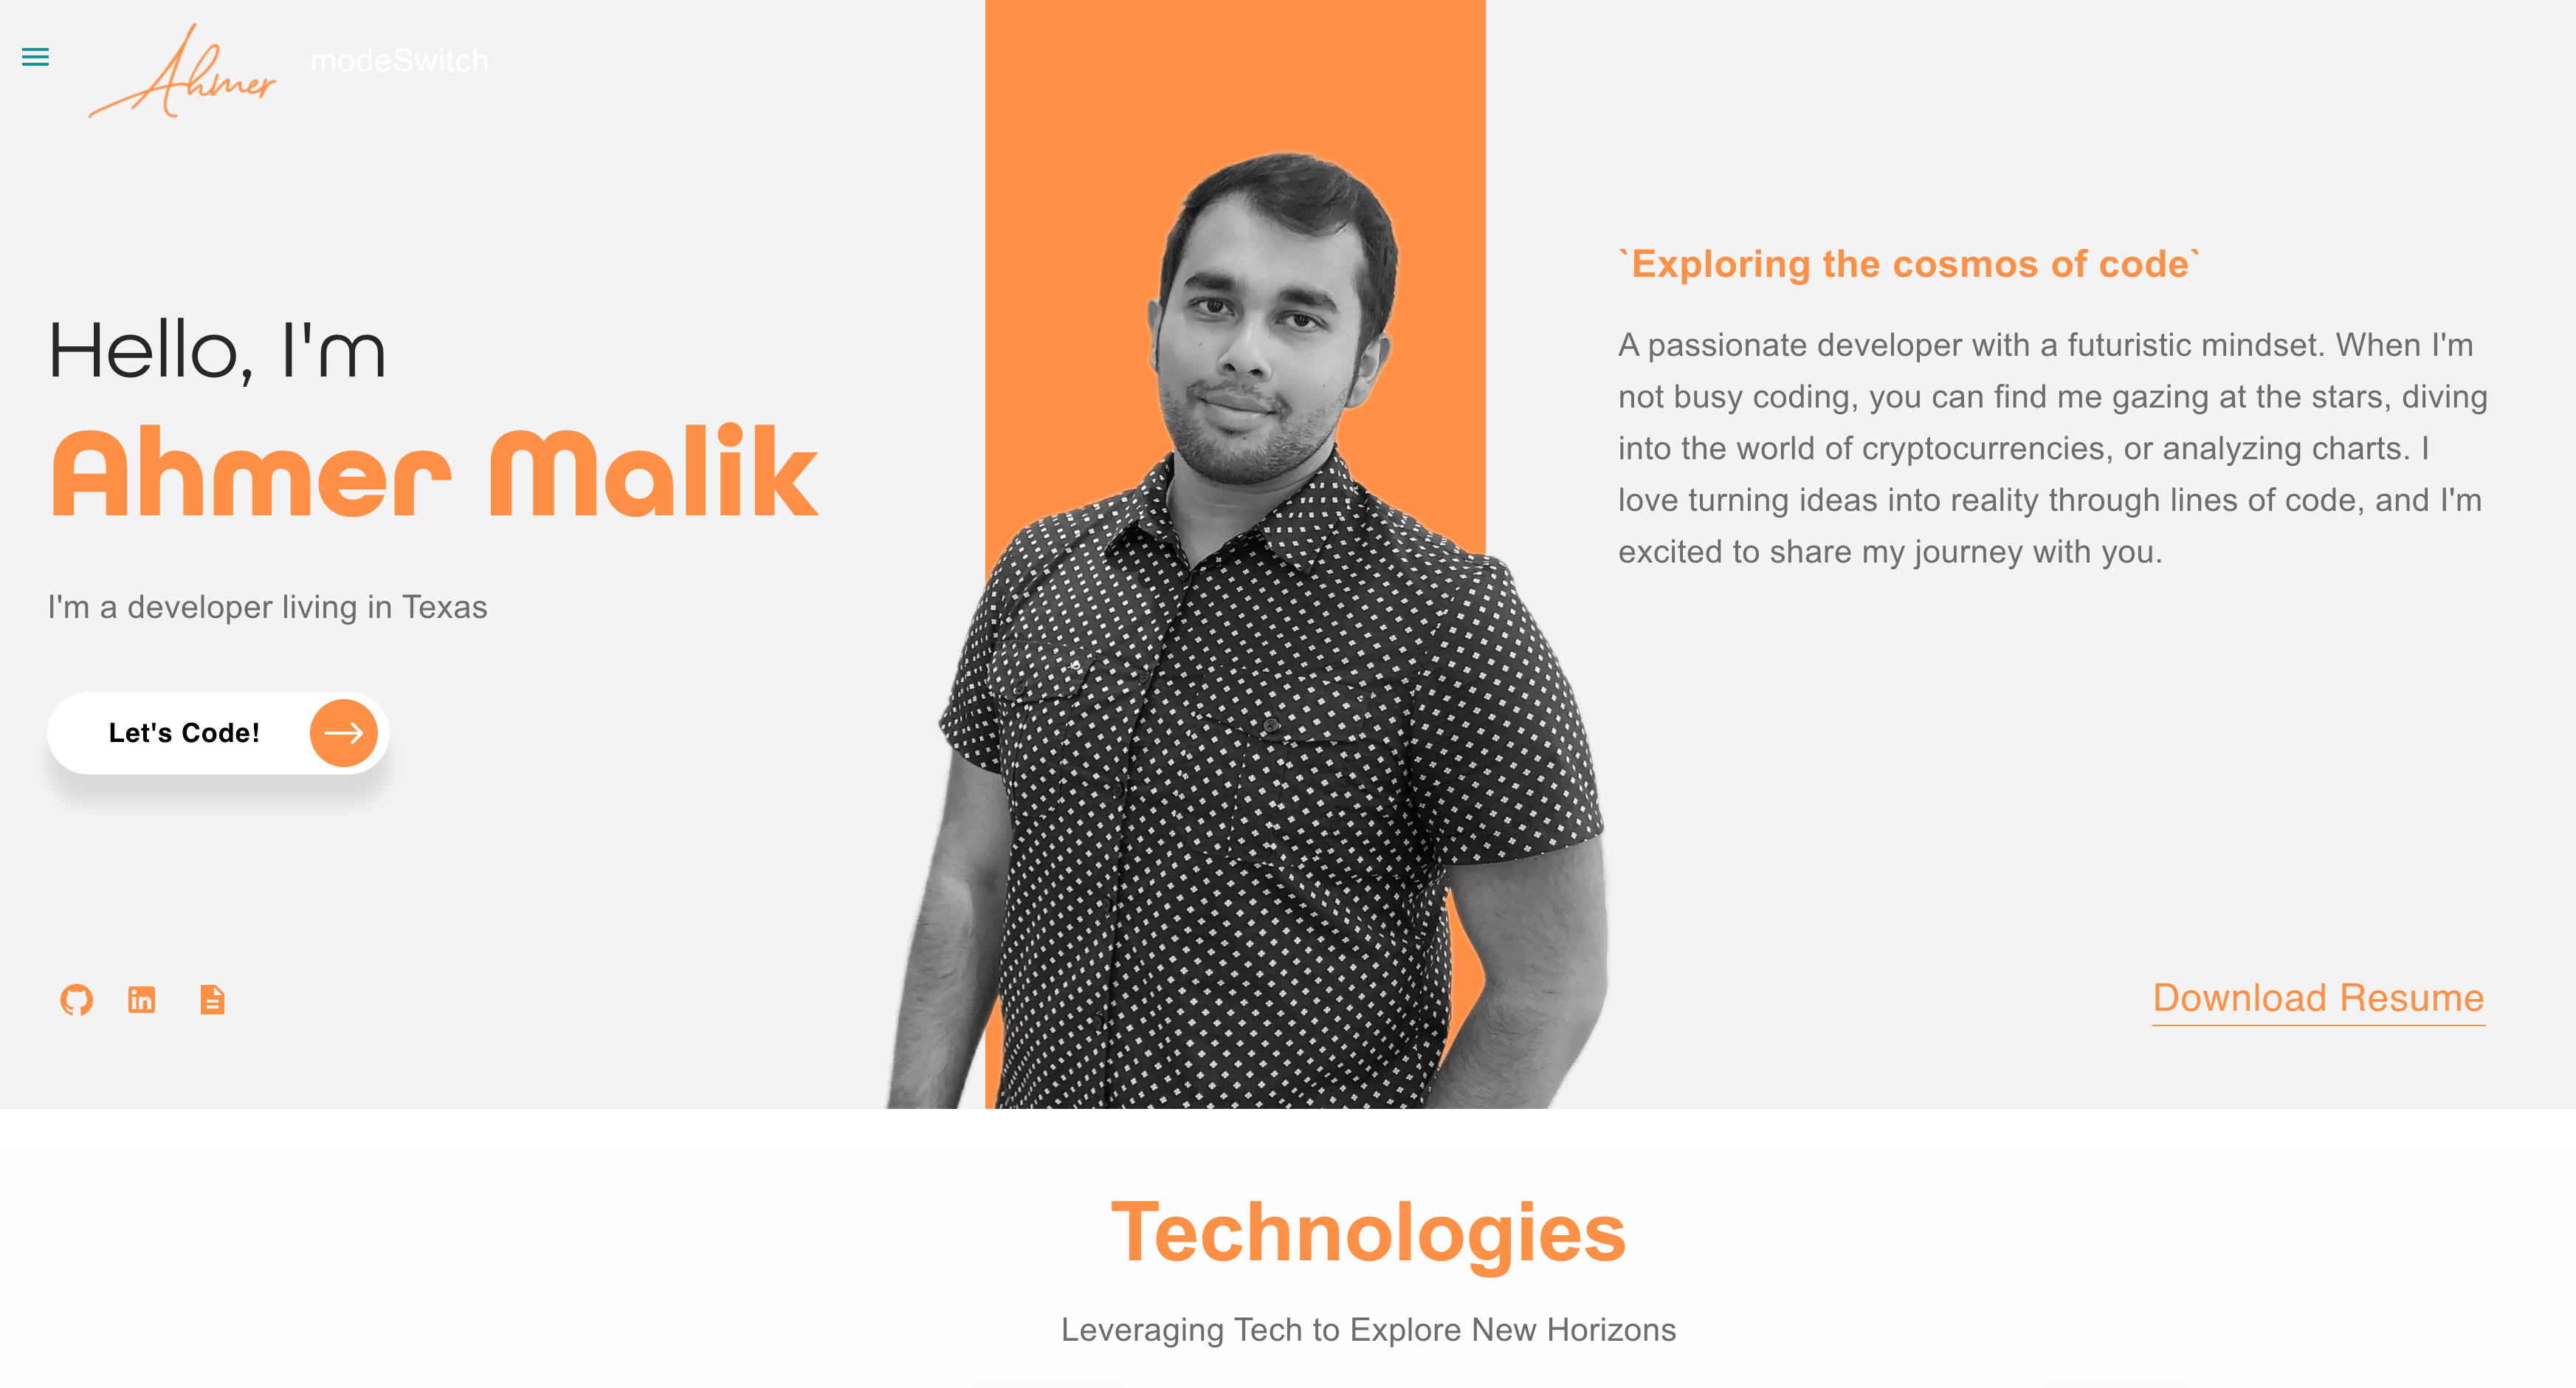 Ahmer
modeSwitch
Hello, I'm
Ahmer Malik
I'm a developer living in Texas
Let's Code!
`Exploring the cosmos of code`
A passionate developer with a futuristic mindset. When I'm
not busy coding, you can find me gazing at the stars, diving
into the world of cryptocurrencies, or analyzing charts. I
love turning ideas into reality through lines of code, and I'm
excited to share my journey with you.
in
Download Resume
Technologies
Leveraging Tech to Explore New Horizons